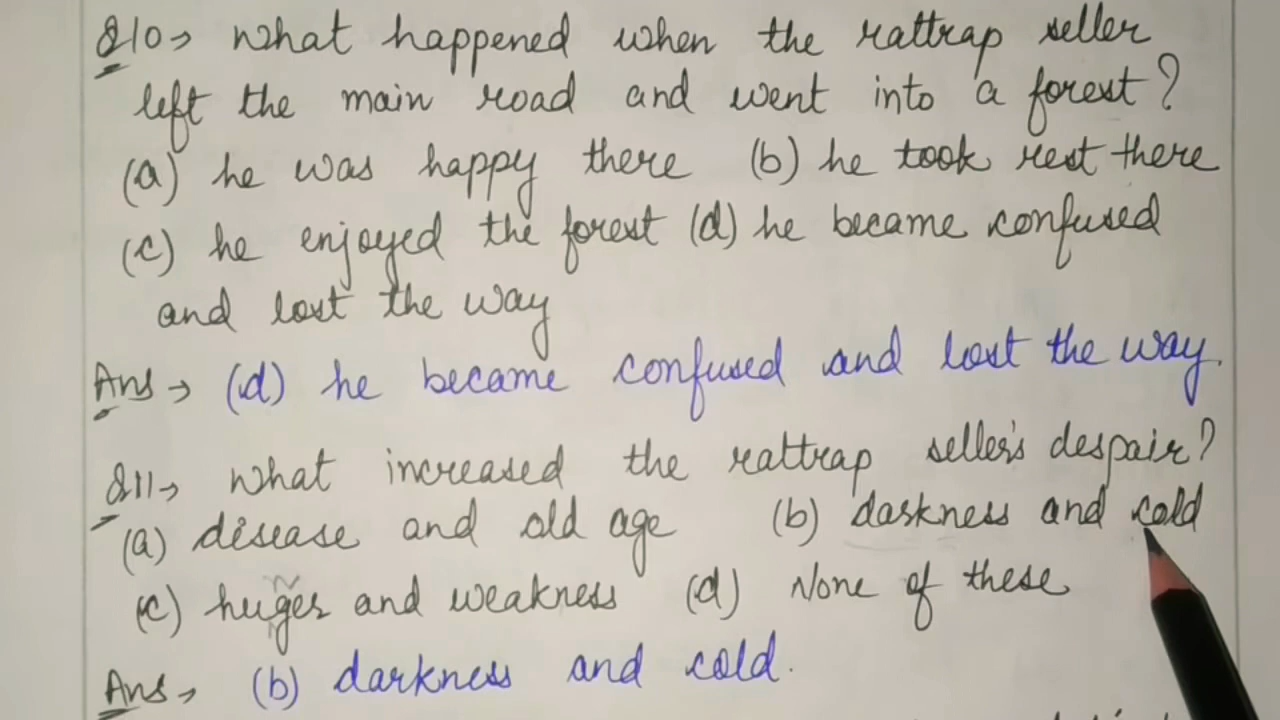 Q10→ What happened when the rattrap seller
left the main road and went into a forest?
(a) he was happy there (b) he took rest there
(c) he enjoyed the forest (d) he became confused
and lost the way
Ans → (d) he became confused and lost the way.
Q11→ What increased the rattrap seller's despair?
(a) disease and old age (b) darkness and cold
(c) huger and weakness (d) None of these
Ans → (b) darkness and cold.